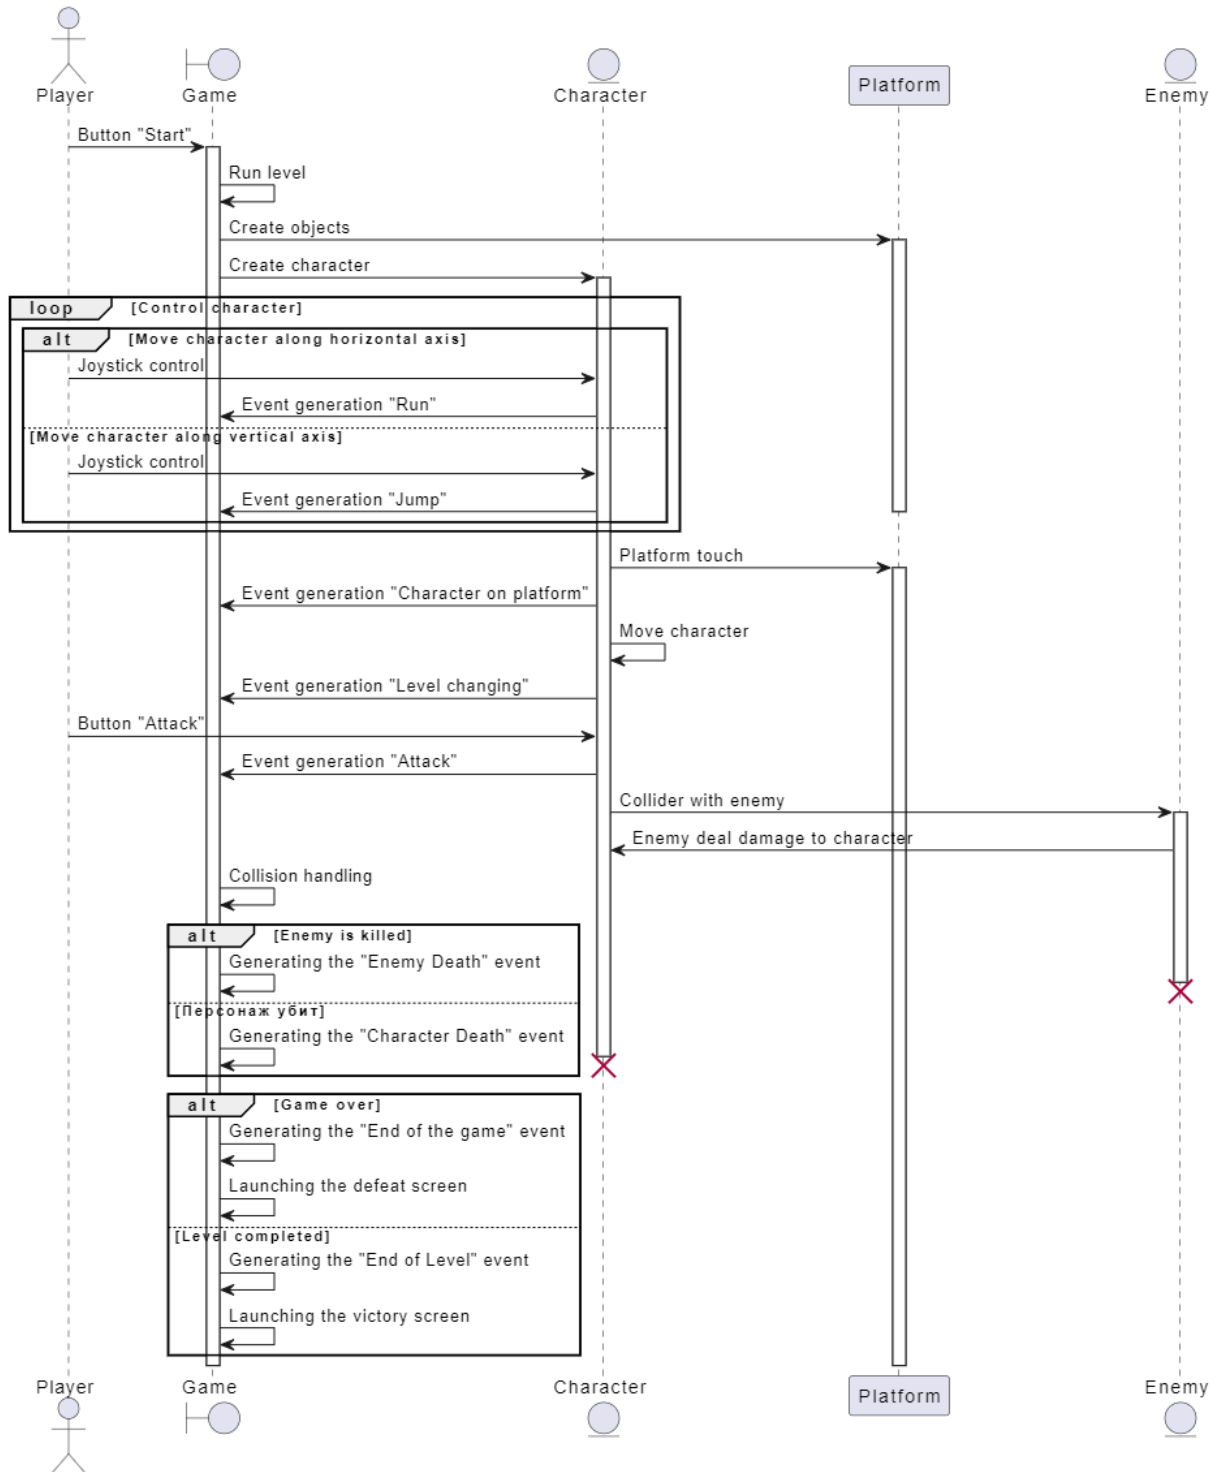 Player
Game
Character
Platform
Enemy
Button "Start"
Run level
Create objects
Create character
loop [Control character]
alt [Move character along horizontal axis]
Joystick control
Event generation "Run"
[Move character along vertical axis]
Joystick control
Event generation "Jump"
Platform touch
Event generation "Character on platform"
Move character
Event generation "Level changing"
Button "Attack"
Event generation "Attack"
Collider with enemy
Enemy deal damage to character
Collision handling
alt [Enemy is killed]
Generating the "Enemy Death" event
[Персонаж убит]
Generating the "Character Death" event
alt [Game over]
Generating the "End of the game" event
Launching the defeat screen
[Level completed]
Generating the "End of Level" event
Launching the victory screen
Player
Game
Character
Platform
Enemy